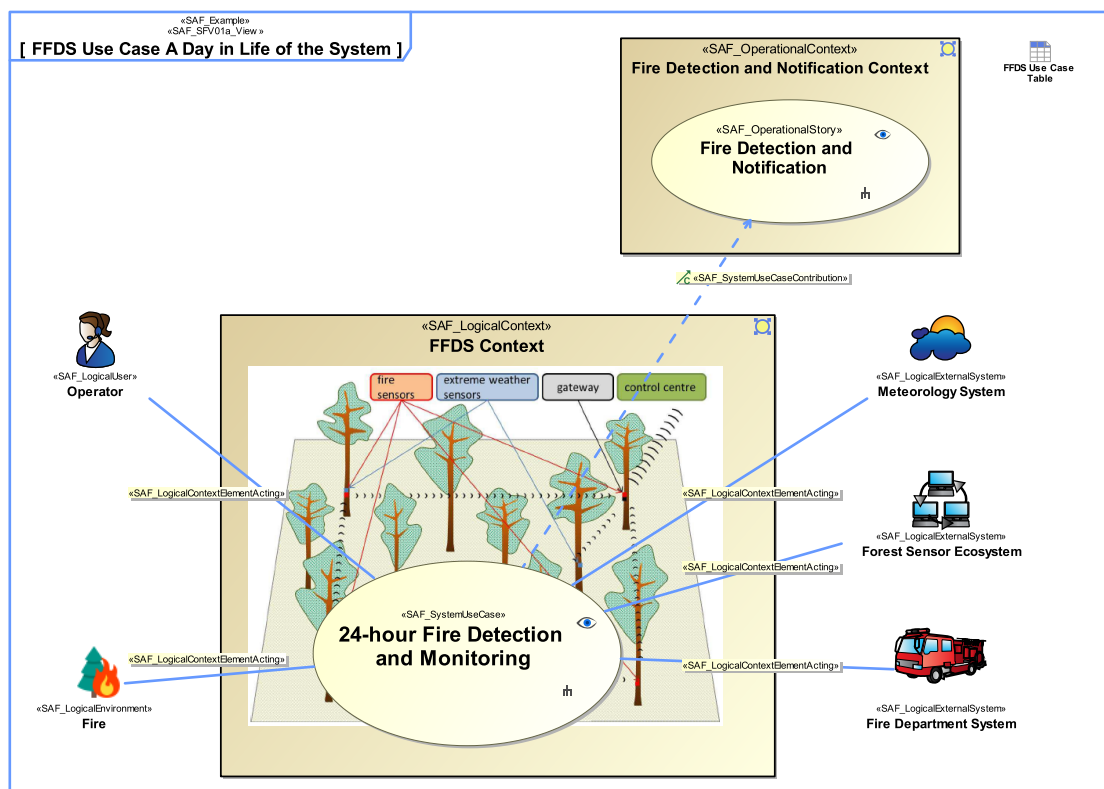 «SAF_Example»
«SAF_SFV01a_View »
[ FFDS Use Case A Day in Life of the System ]
«SAF_OperationalContext»
Fire Detection and Notification Context
FFDS Use Case
Table
«SAF_OperationalStory»
Fire Detection and
Notification
«SAF_SystemUseCaseContribution»
«SAF_LogicalContext»
FFDS Context
fire
sensors
extreme weather
sensors
gateway
control centre
«SAF_LogicalUser»
Operator
«SAF_LogicalExternalSystem»
Meteorology System
«SAF_LogicalContextElementActing»
«SAF_LogicalContextElementActing»
«SAF_LogicalExternalSystem»
Forest Sensor Ecosystem
«SAF_LogicalContextElementActing»
«SAF_SystemUseCase»
24-hour Fire Detection
and Monitoring
«SAF_LogicalContextElementActing»
«SAF_LogicalContextElementActing»
«SAF_LogicalEnvironment»
Fire
«SAF_LogicalExternalSystem»
Fire Department System